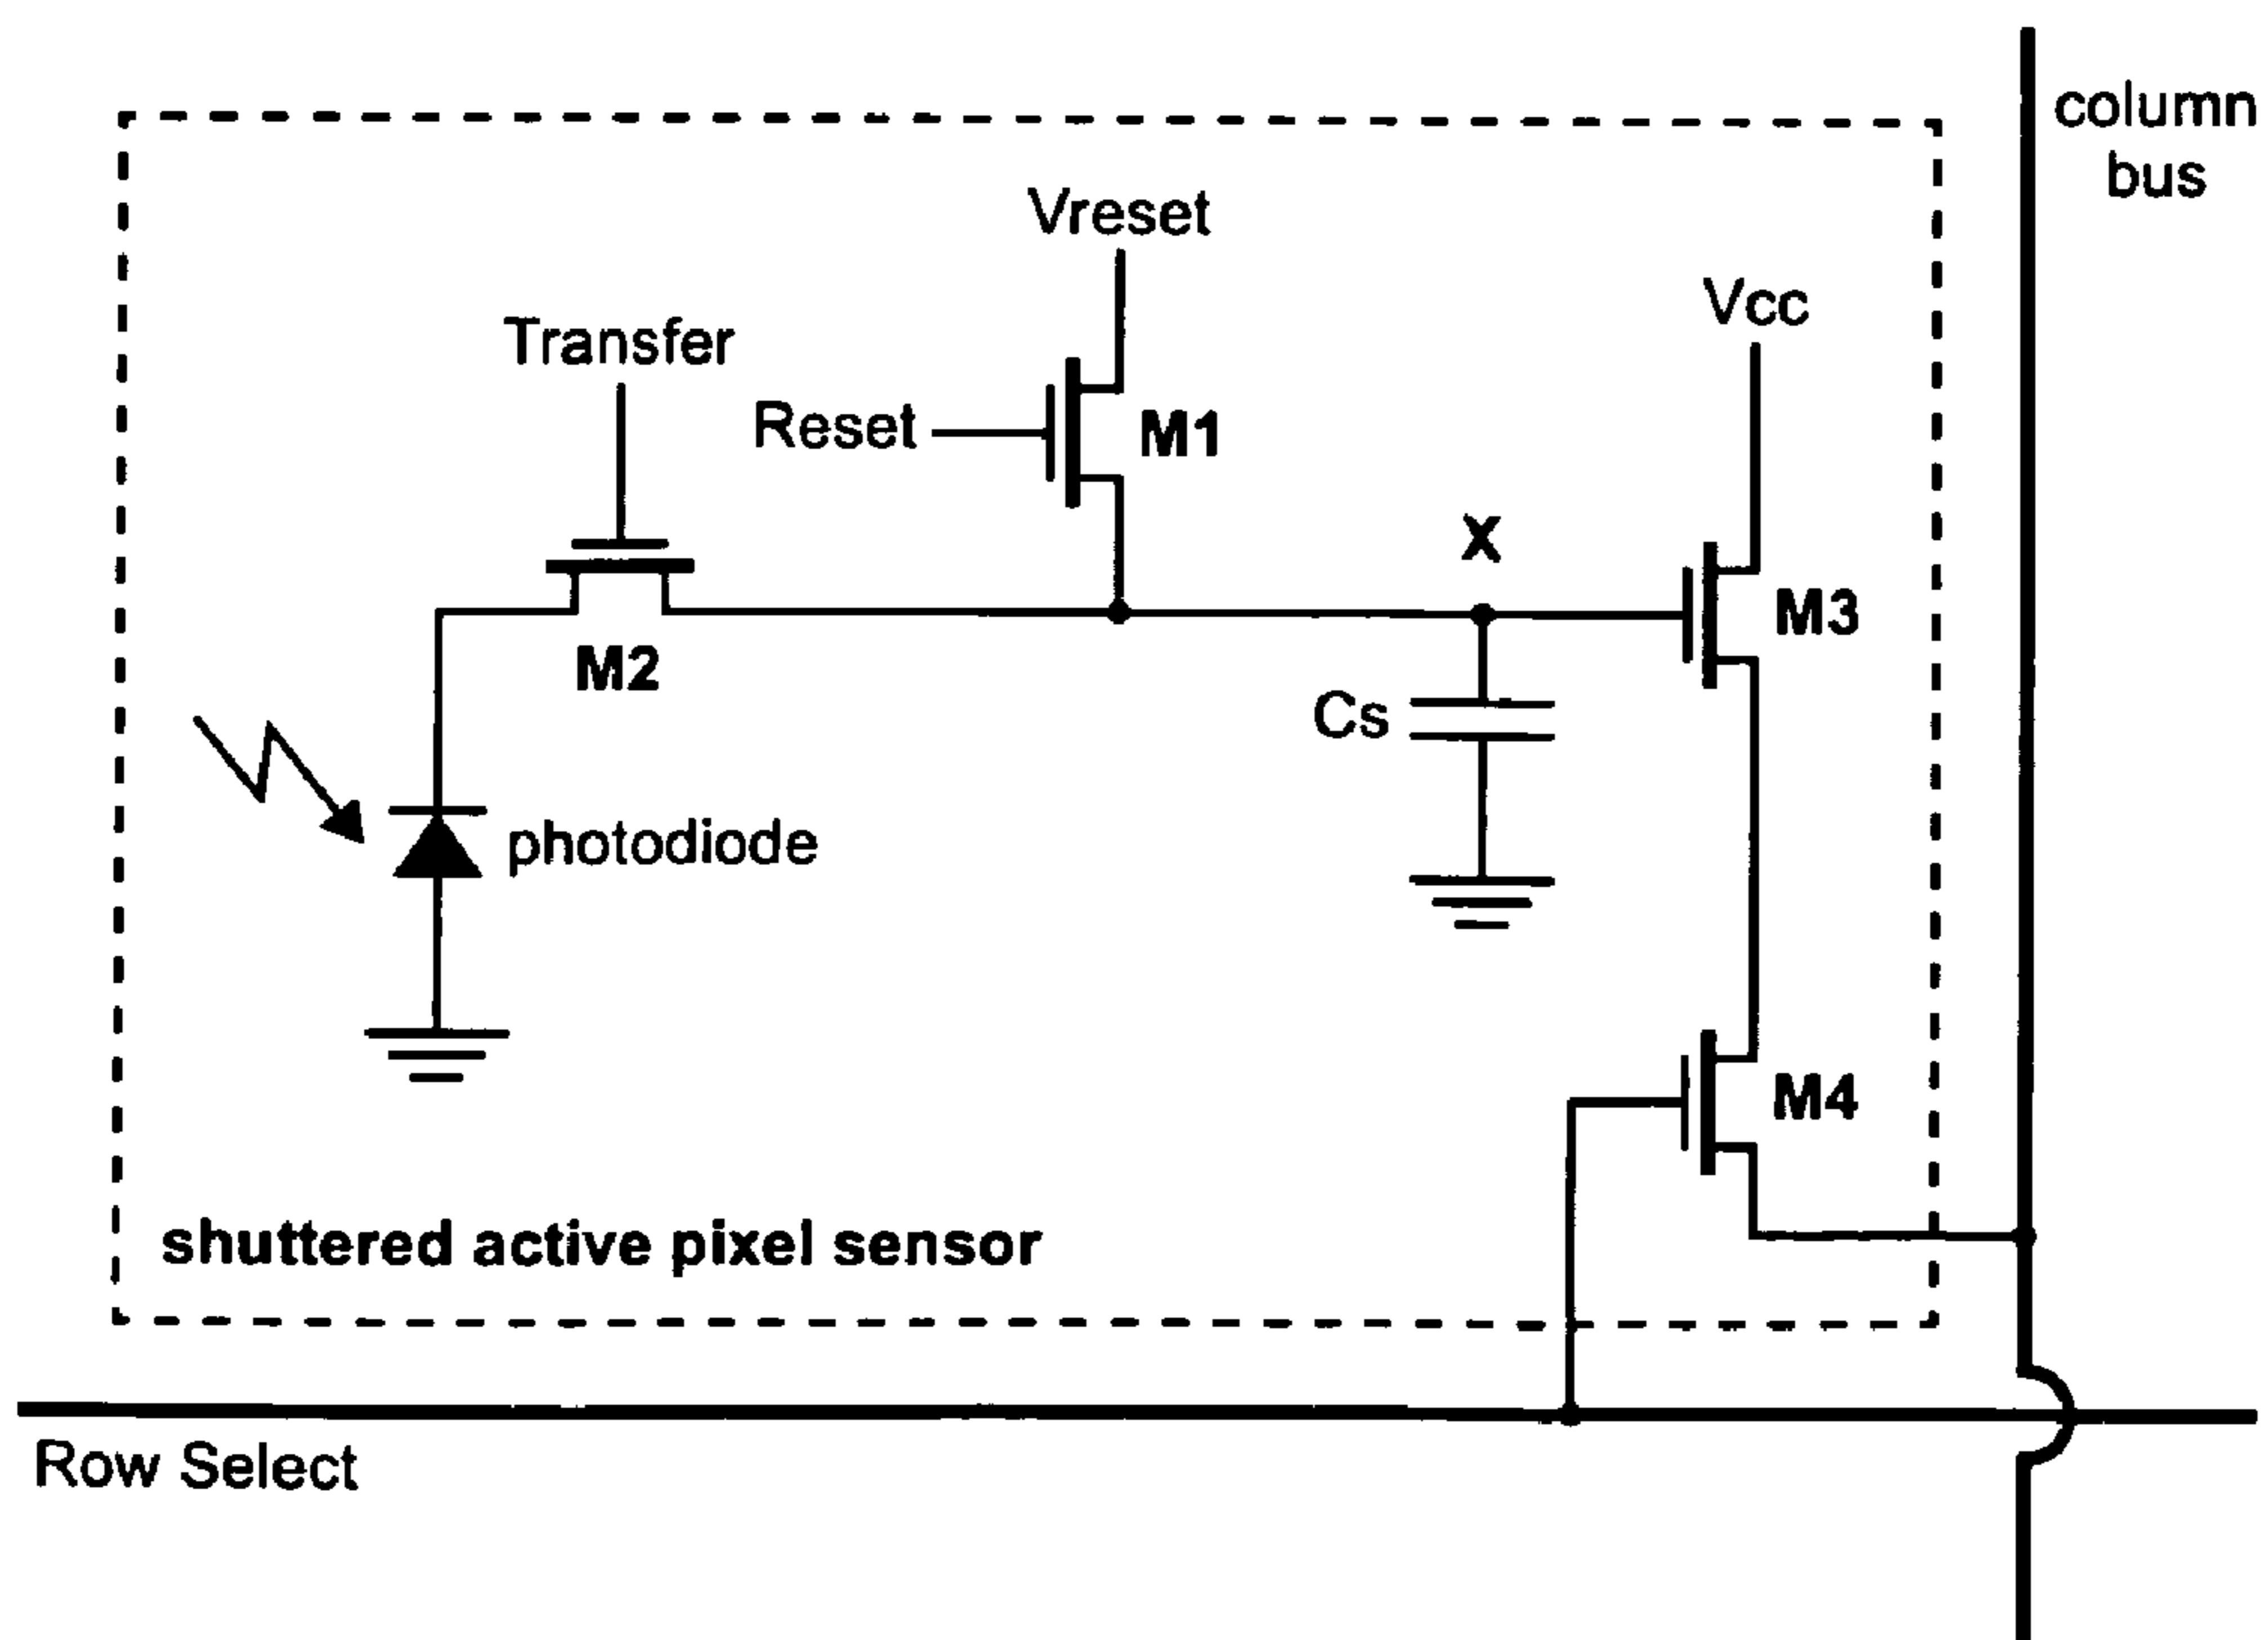 column
bus
Vreset
Vcc
Transfer
Reset
M1
X
M3
M2
Cs
photodiode
M4
shuttered active pixel sensor
Row Select